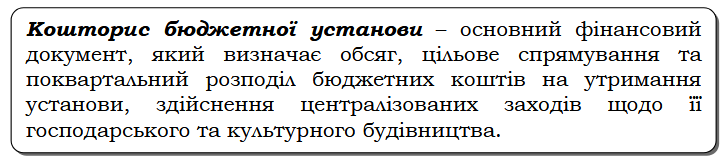 Кошторис бюджетної установи – основний фінансовий
документ, який визначає обсяг, цільове спрямування та
поквартальний розподіл бюджетних коштів на утримання
установи, здійснення централізованих заходів щодо її
господарського та культурного будівництва.